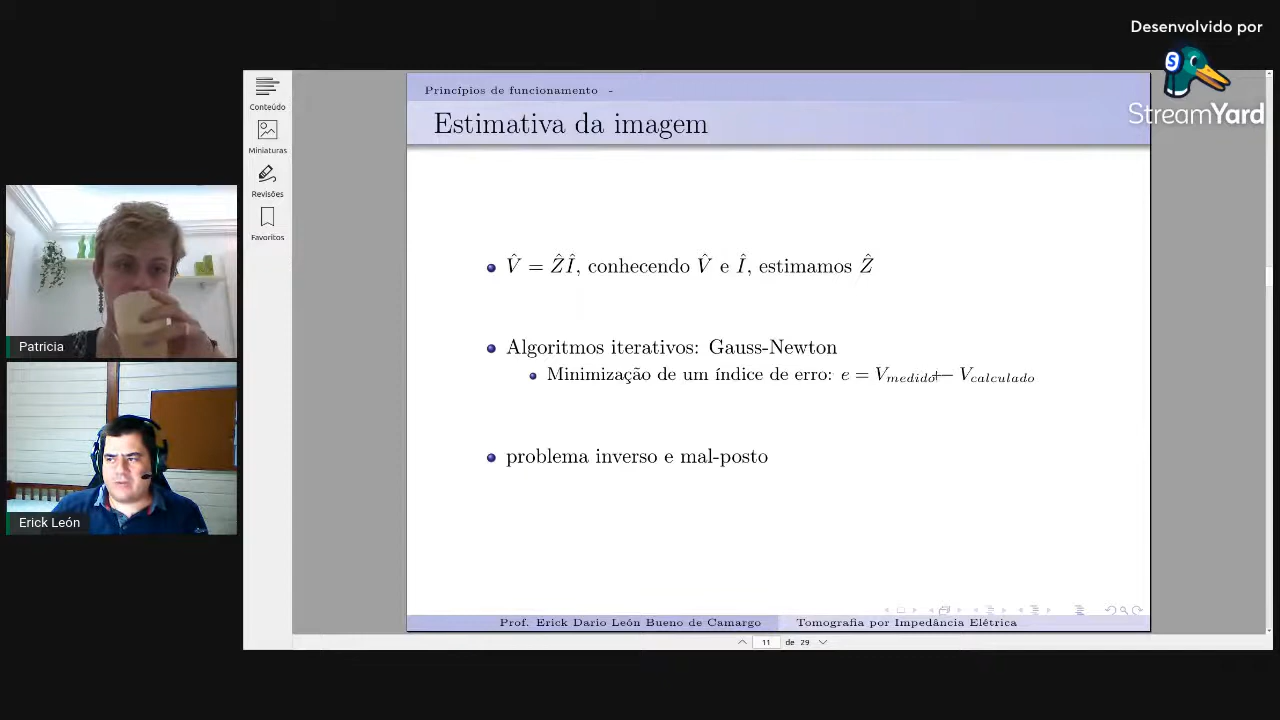 Desenvolvido por
StreamYard
Conteúdo
Miniaturas
Revisões
Favoritos
Patricia
Erick León
Princípios de funcionamento -
Estimativa da imagem
V̂ = ẐÎ, conhecendo V̂ e Î, estimamos Ẑ
Algoritmos iterativos: Gauss-Newton
Minimização de um índice de erro: e = V_medido − V_calculado
problema inverso e mal-posto
Prof. Erick Dario León Bueno de Camargo Tomografia por Impedância Elétrica
11 de 29